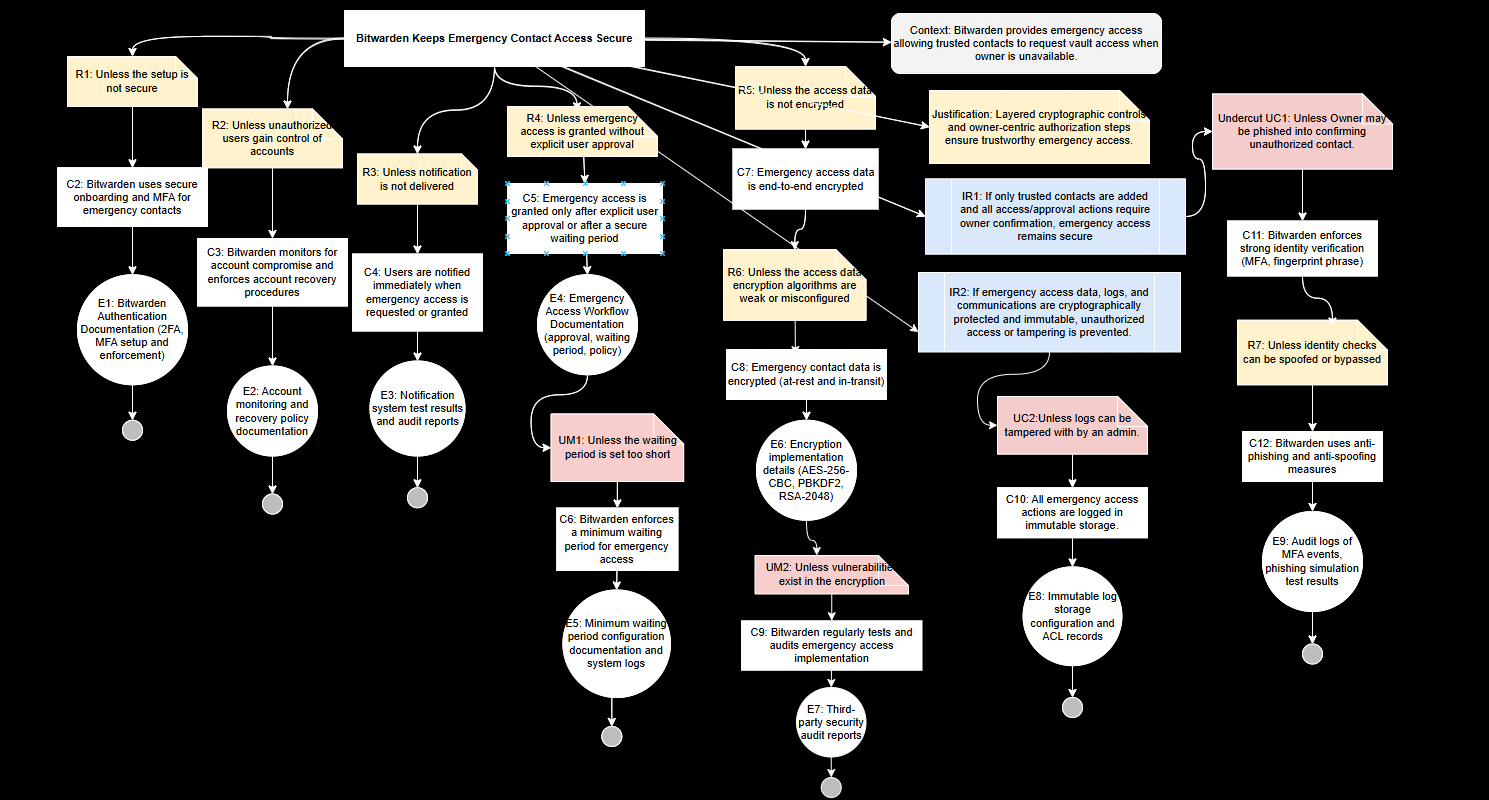 Bitwarden Keeps Emergency Contact Access Secure
Context: Bitwarden provides emergency access
allowing trusted contacts to request vault access when
owner is unavailable.
R1: Unless the setup is
not secure
C2: Bitwarden uses secure
onboarding and MFA for
emergency contacts
E1: Bitwarden
Authentication
Documentation (2FA,
MFA setup and
enforcement)
R2: Unless unauthorized
users gain control of
accounts
C3: Bitwarden monitors for
account compromise and
enforces account recovery
procedures
E2: Account
monitoring and
recovery policy
documentation
R3: Unless notification
is not delivered
C4: Users are notified
immediately when
emergency access is
requested or granted
E3: Notification
system test results
and audit reports
R4: Unless emergency
access is granted without
explicit user approval
C5: Emergency access is
granted only after explicit user
approval or after a secure
waiting period
E4: Emergency
Access Workflow
Documentation
(approval, waiting
period, policy)
UM1: Unless the waiting
period is set too short
C6: Bitwarden enforces
a minimum waiting
period for emergency
access
E5: Minimum waiting
period configuration
documentation and
system logs
R5: Unless the access data
is not encrypted
C7: Emergency access data
is end-to-end encrypted
R6: Unless the access data
encryption algorithms are
weak or misconfigured
C8: Emergency contact data is
encrypted (at-rest and in-transit)
E6: Encryption
implementation
details (AES-256-
CBC, PBKDF2,
RSA-2048)
UM2: Unless vulnerabilitie
exist in the encryption
C9: Bitwarden regularly tests and
audits emergency access
implementation
E7: Third-
party security
audit reports
Justification: Layered cryptographic controls
and owner-centric authorization steps
ensure trustworthy emergency access.
IR1: If only trusted contacts are added
and all access/approval actions require
owner confirmation, emergency access
remains secure
IR2: If emergency access data, logs, and
communications are cryptographically
protected and immutable, unauthorized
access or tampering is prevented.
UC2:Unless logs can be
tampered with by an admin.
C10: All emergency access
actions are logged in
immutable storage.
E8: Immutable log
storage
configuration and
ACL records
Undercut UC1: Unless Owner may
be phished into confirming
unauthorized contact.
C11: Bitwarden enforces
strong identity verification
(MFA, fingerprint phrase)
R7: Unless identity checks
can be spoofed or bypassed
C12: Bitwarden uses anti-
phishing and anti-spoofing
measures
E9: Audit logs of
MFA events,
phishing simulation
test results